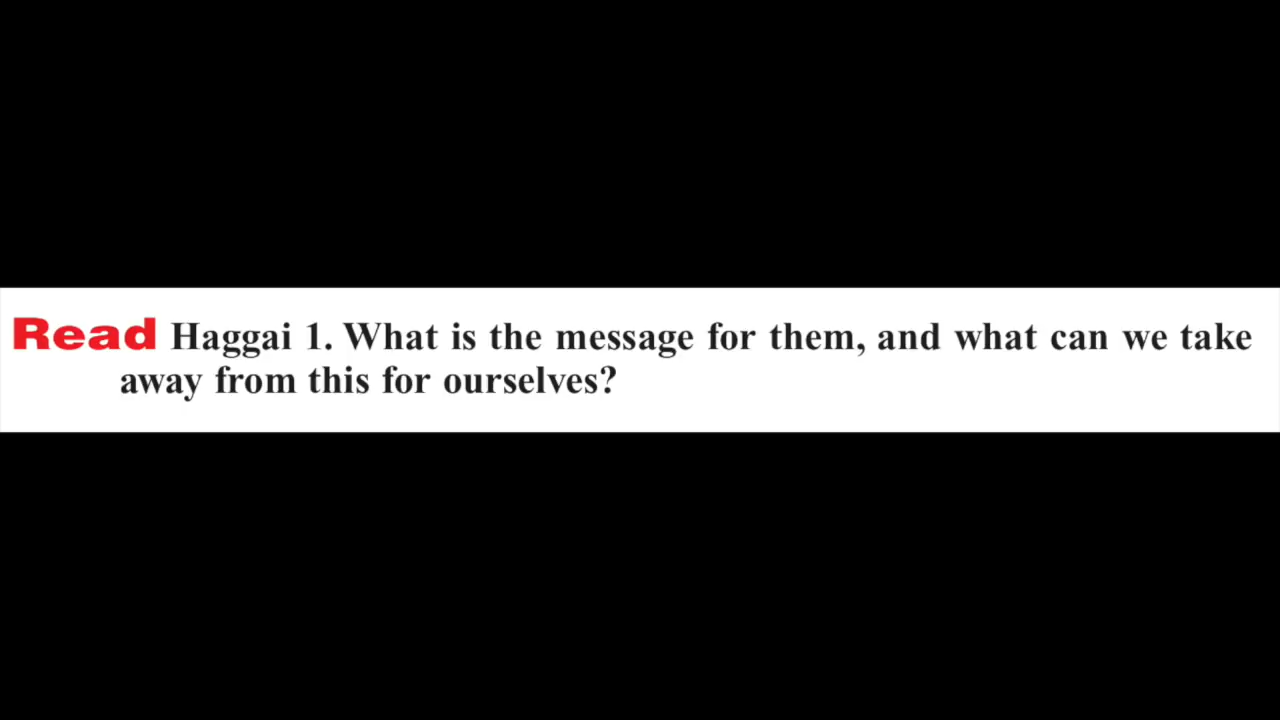 Read Haggai 1. What is the message for them, and what can we take
away from this for ourselves?